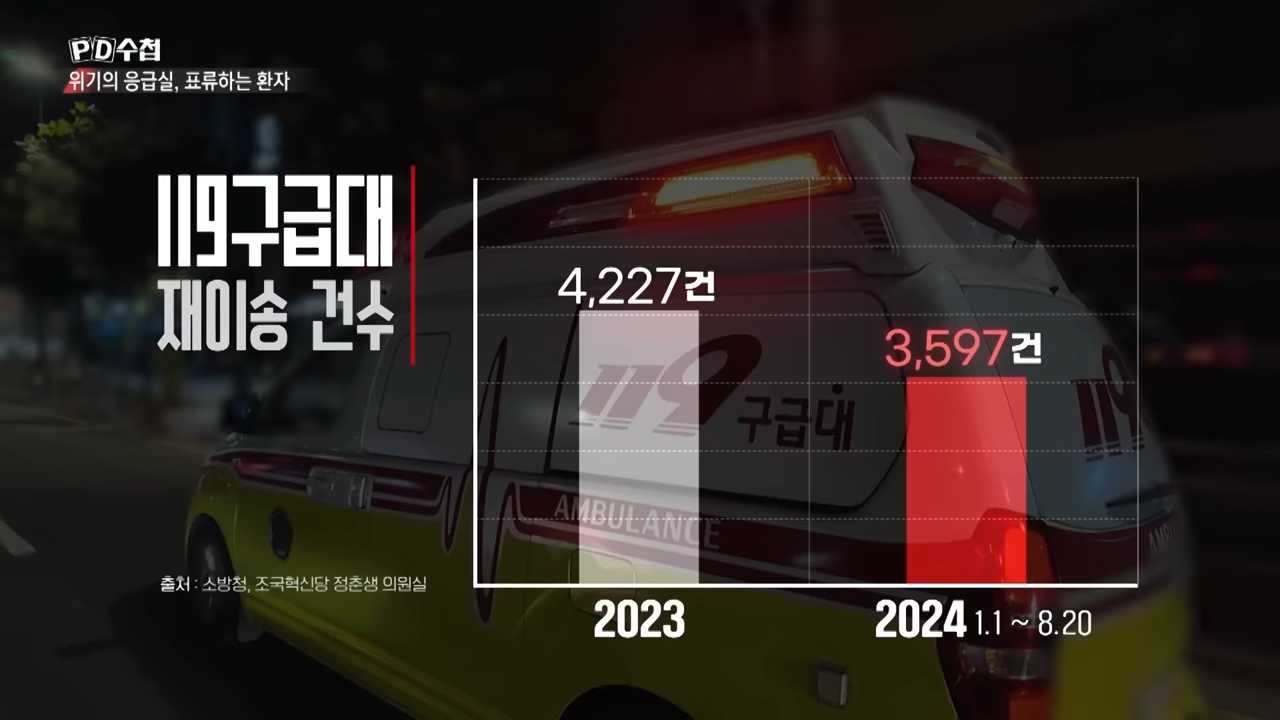 PD수첩
위기의 응급실, 표류하는 환자
119구급대
재이송 건수
4,227건
3,597건
119 구급대
119
AMBULANCE
출처 : 소방청, 조국혁신당 정춘생 의원실
2023
2024 1.1 ~ 8.20